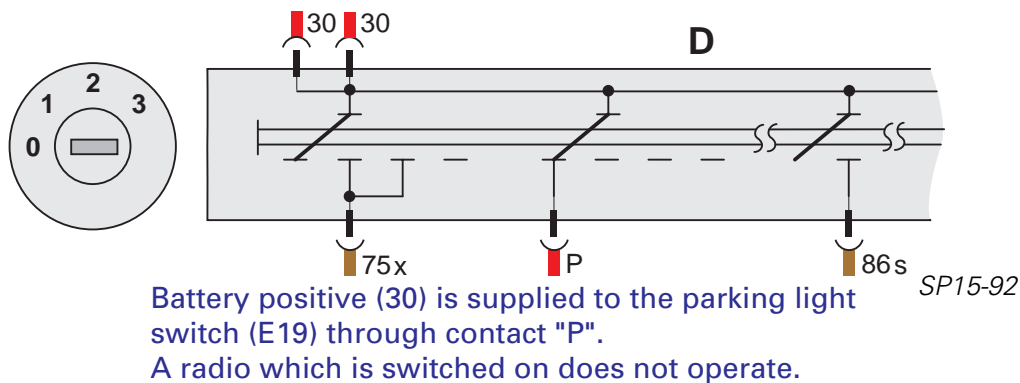 30 30
D
2
1 3
0
75x P 86s
SP15-92
Battery positive (30) is supplied to the parking light
switch (E19) through contact "P".
A radio which is switched on does not operate.